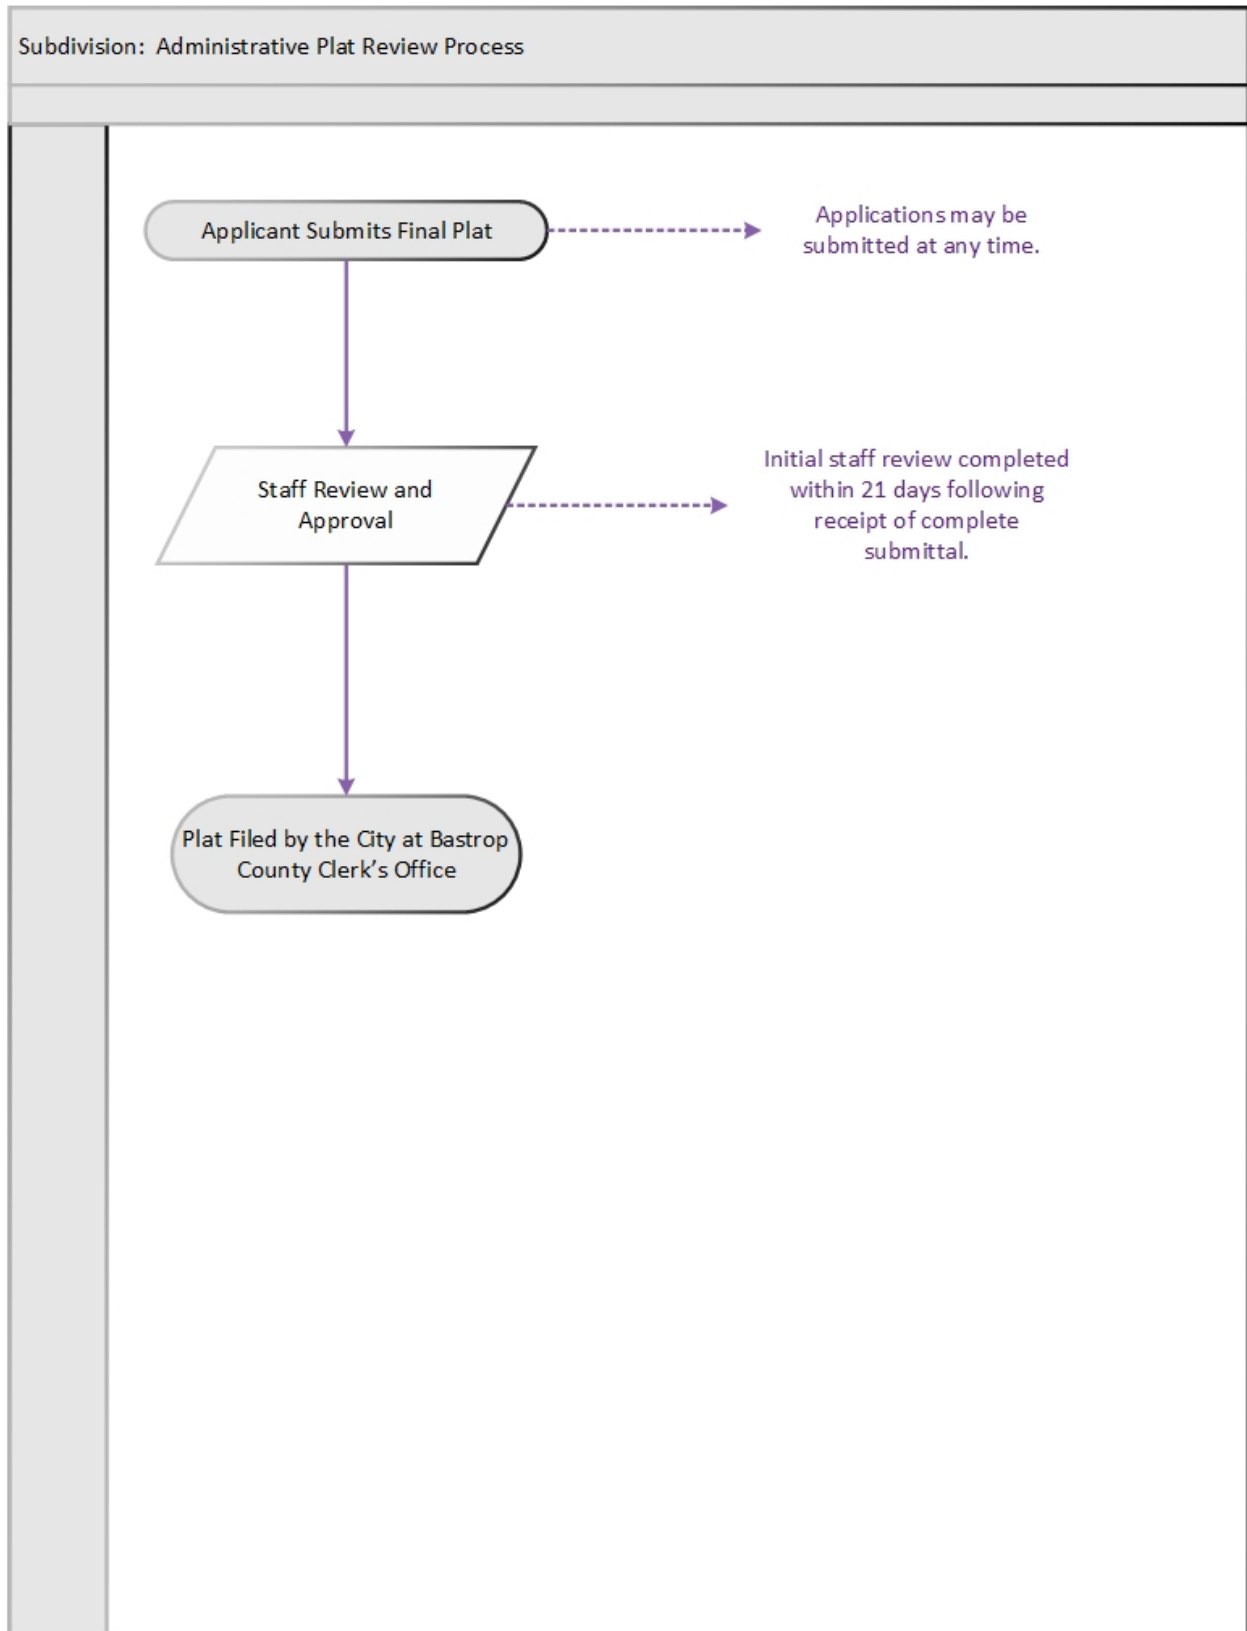 Subdivision: Administrative Plat Review Process
Applicant Submits Final Plat
Applications may be
submitted at any time.
Staff Review and
Approval
Initial staff review completed
within 21 days following
receipt of complete
submittal.
Plat Filed by the City at Bastrop
County Clerk’s Office